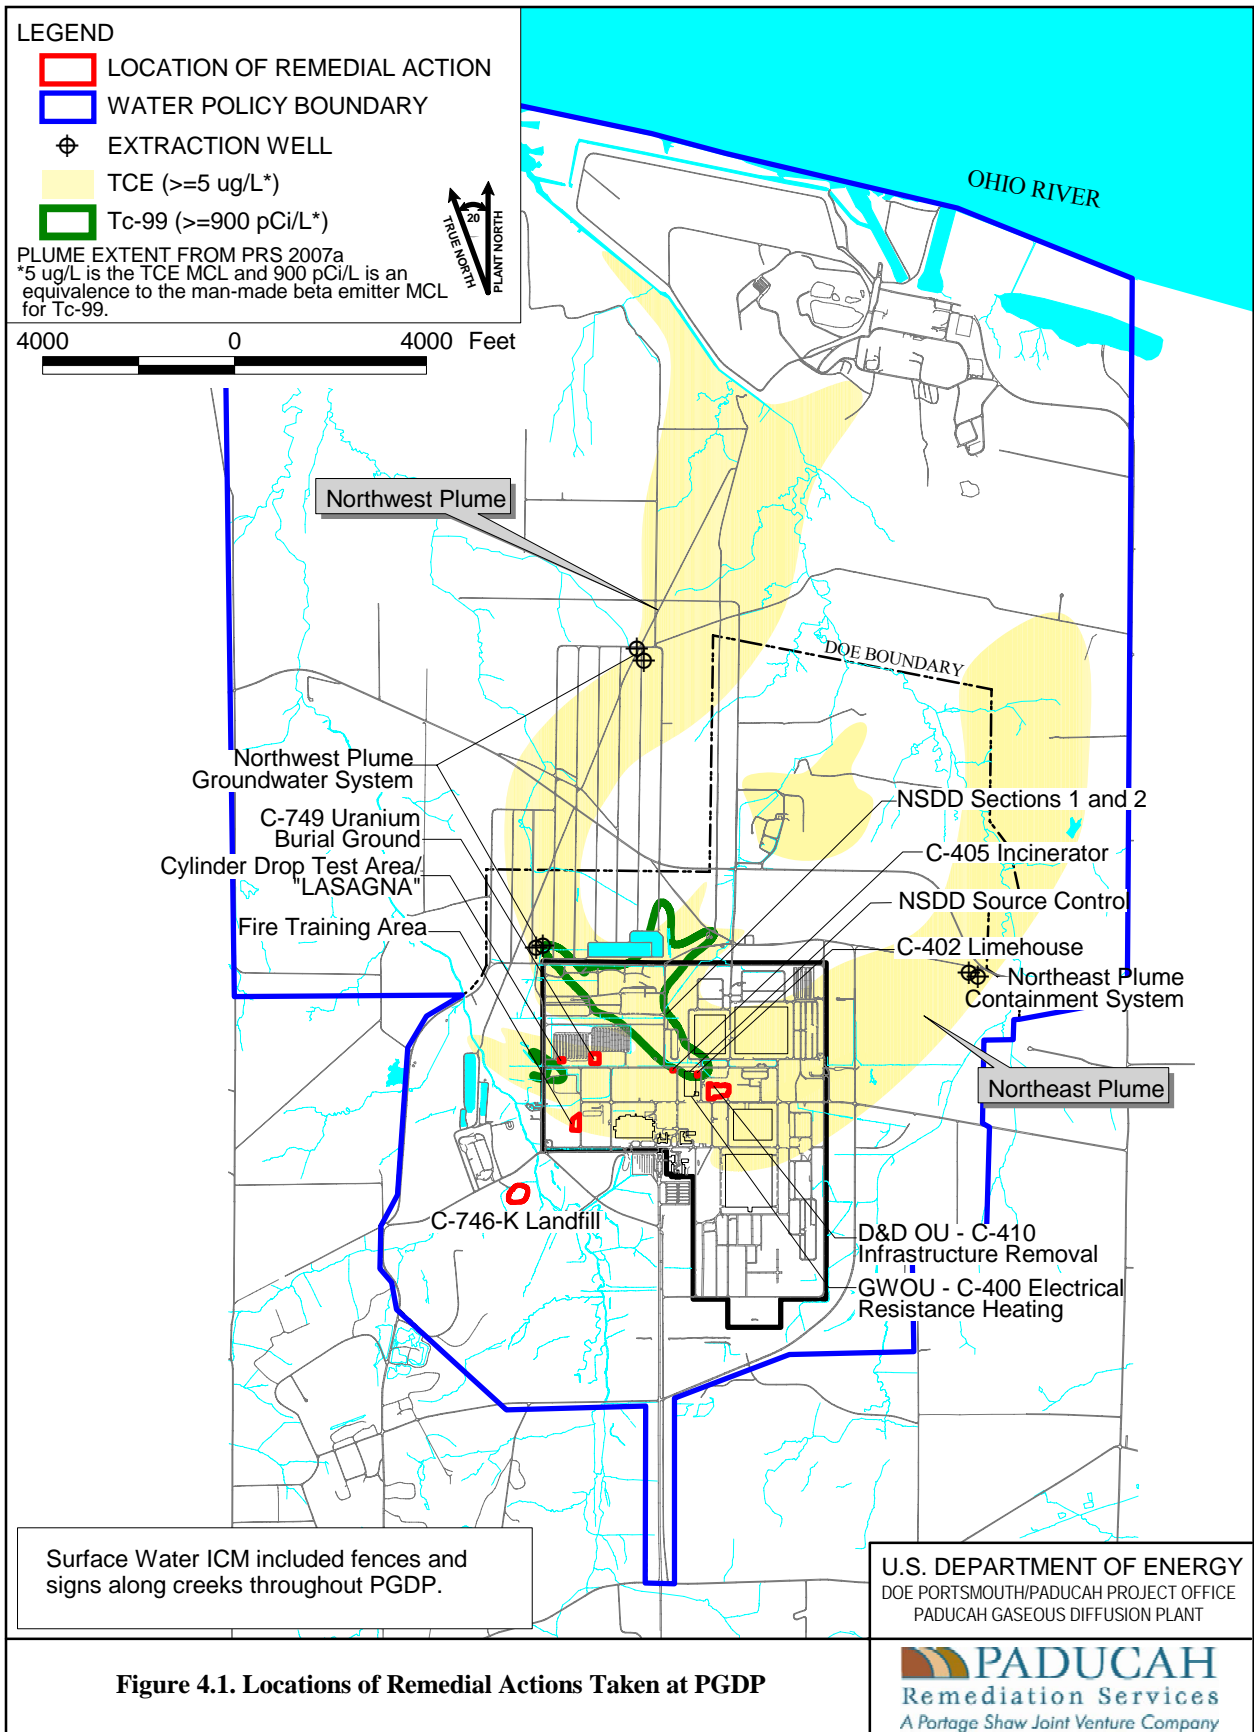 LEGEND
LOCATION OF REMEDIAL ACTION
WATER POLICY BOUNDARY
EXTRACTION WELL
TCE (>=5 ug/L*)
Tc-99 (>=900 pCi/L*)
PLUME EXTENT FROM PRS 2007a
*5 ug/L is the TCE MCL and 900 pCi/L is an
equivalence to the man-made beta emitter MCL
for Tc-99.
20
TRUE NORTH
PLANT NORTH
4000 0 4000 Feet
OHIO RIVER
Northwest Plume
DOE BOUNDARY
Northwest Plume
Groundwater System
C-749 Uranium
Burial Ground
Cylinder Drop Test Area/
"LASAGNA"
Fire Training Area
NSDD Sections 1 and 2
C-405 Incinerator
NSDD Source Control
C-402 Limehouse
Northeast Plume
Containment System
Northeast Plume
C-746-K Landfill
D&D OU - C-410
Infrastructure Removal
GWOU - C-400 Electrical
Resistance Heating
Surface Water ICM included fences and
signs along creeks throughout PGDP.
U.S. DEPARTMENT OF ENERGY
DOE PORTSMOUTH/PADUCAH PROJECT OFFICE
PADUCAH GASEOUS DIFFUSION PLANT
Figure 4.1. Locations of Remedial Actions Taken at PGDP
PADUCAH
Remediation Services
A Portage Shaw Joint Venture Company